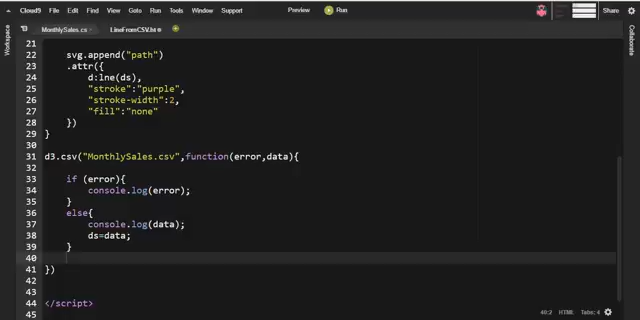 Cloud9 File Edit Find View Goto Run Tools Window Support Preview Run Share
MonthlySales.cs LineFromCSV.ht
Workspace
Collaborate
21
22 svg.append("path")
23 .attr({
24 d:lne(ds),
25 "stroke":"purple",
26 "stroke-width":2,
27 "fill":"none"
28 })
29 }
30
31 d3.csv("MonthlySales.csv",function(error,data){
32
33 if (error){
34 console.log(error);
35 }
36 else{
37 console.log(data);
38 ds=data;
39 }
40
41 })
42
43
44 </script>
45
40:2 HTML Tabs: 4